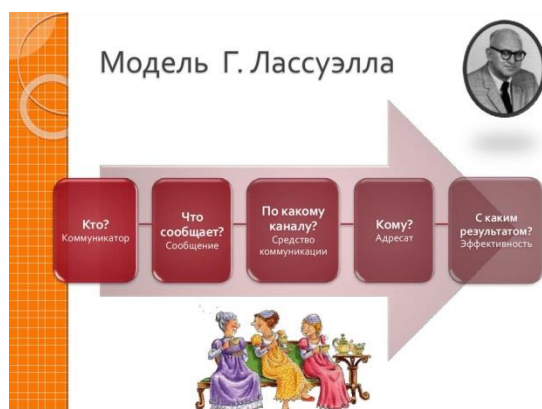 Модель Г. Лассуэлла
Кто?
Коммуникатор
Что
сообщает?
Сообщение
По какому
каналу?
Средство
коммуникации
Кому?
Адресат
С каким
результатом?
Эффективность